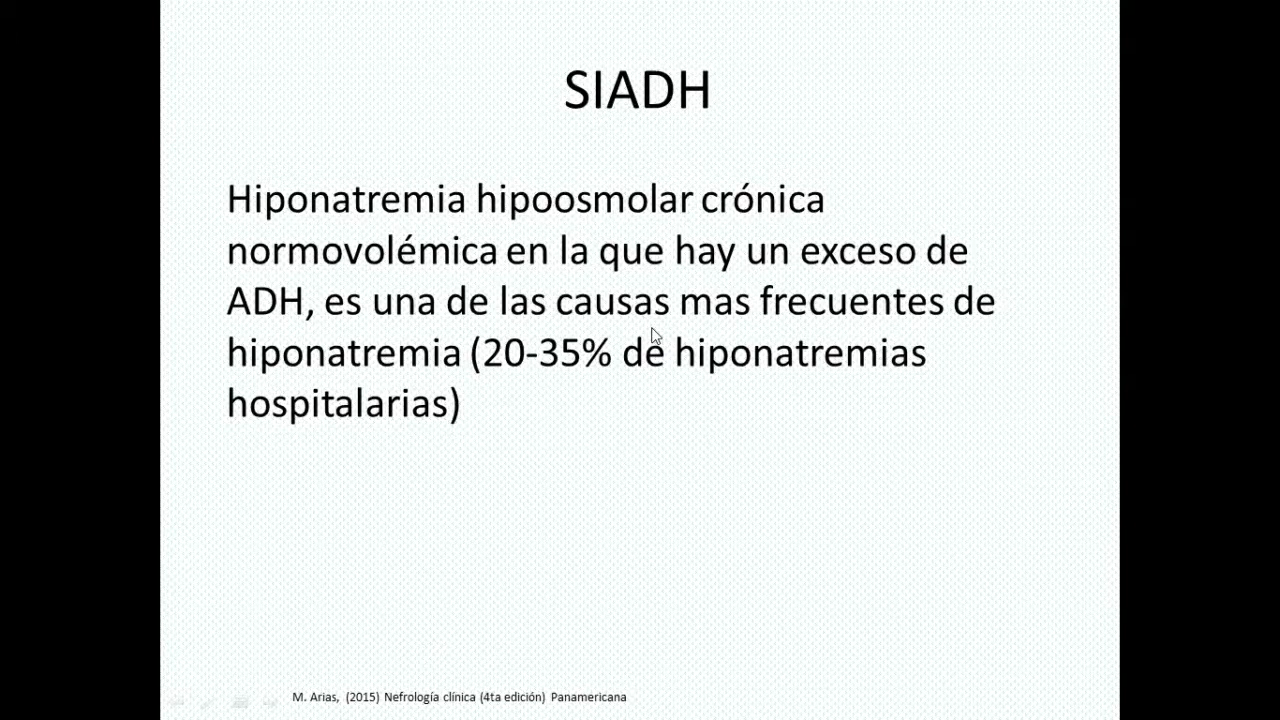 SIADH
Hiponatremia hipoosmolar crónica
normovolémica en la que hay un exceso de
ADH, es una de las causas mas frecuentes de
hiponatremia (20-35% de hiponatremias
hospitalarias)
M. Arias, (2015) Nefrología clínica (4ta edición) Panamericana